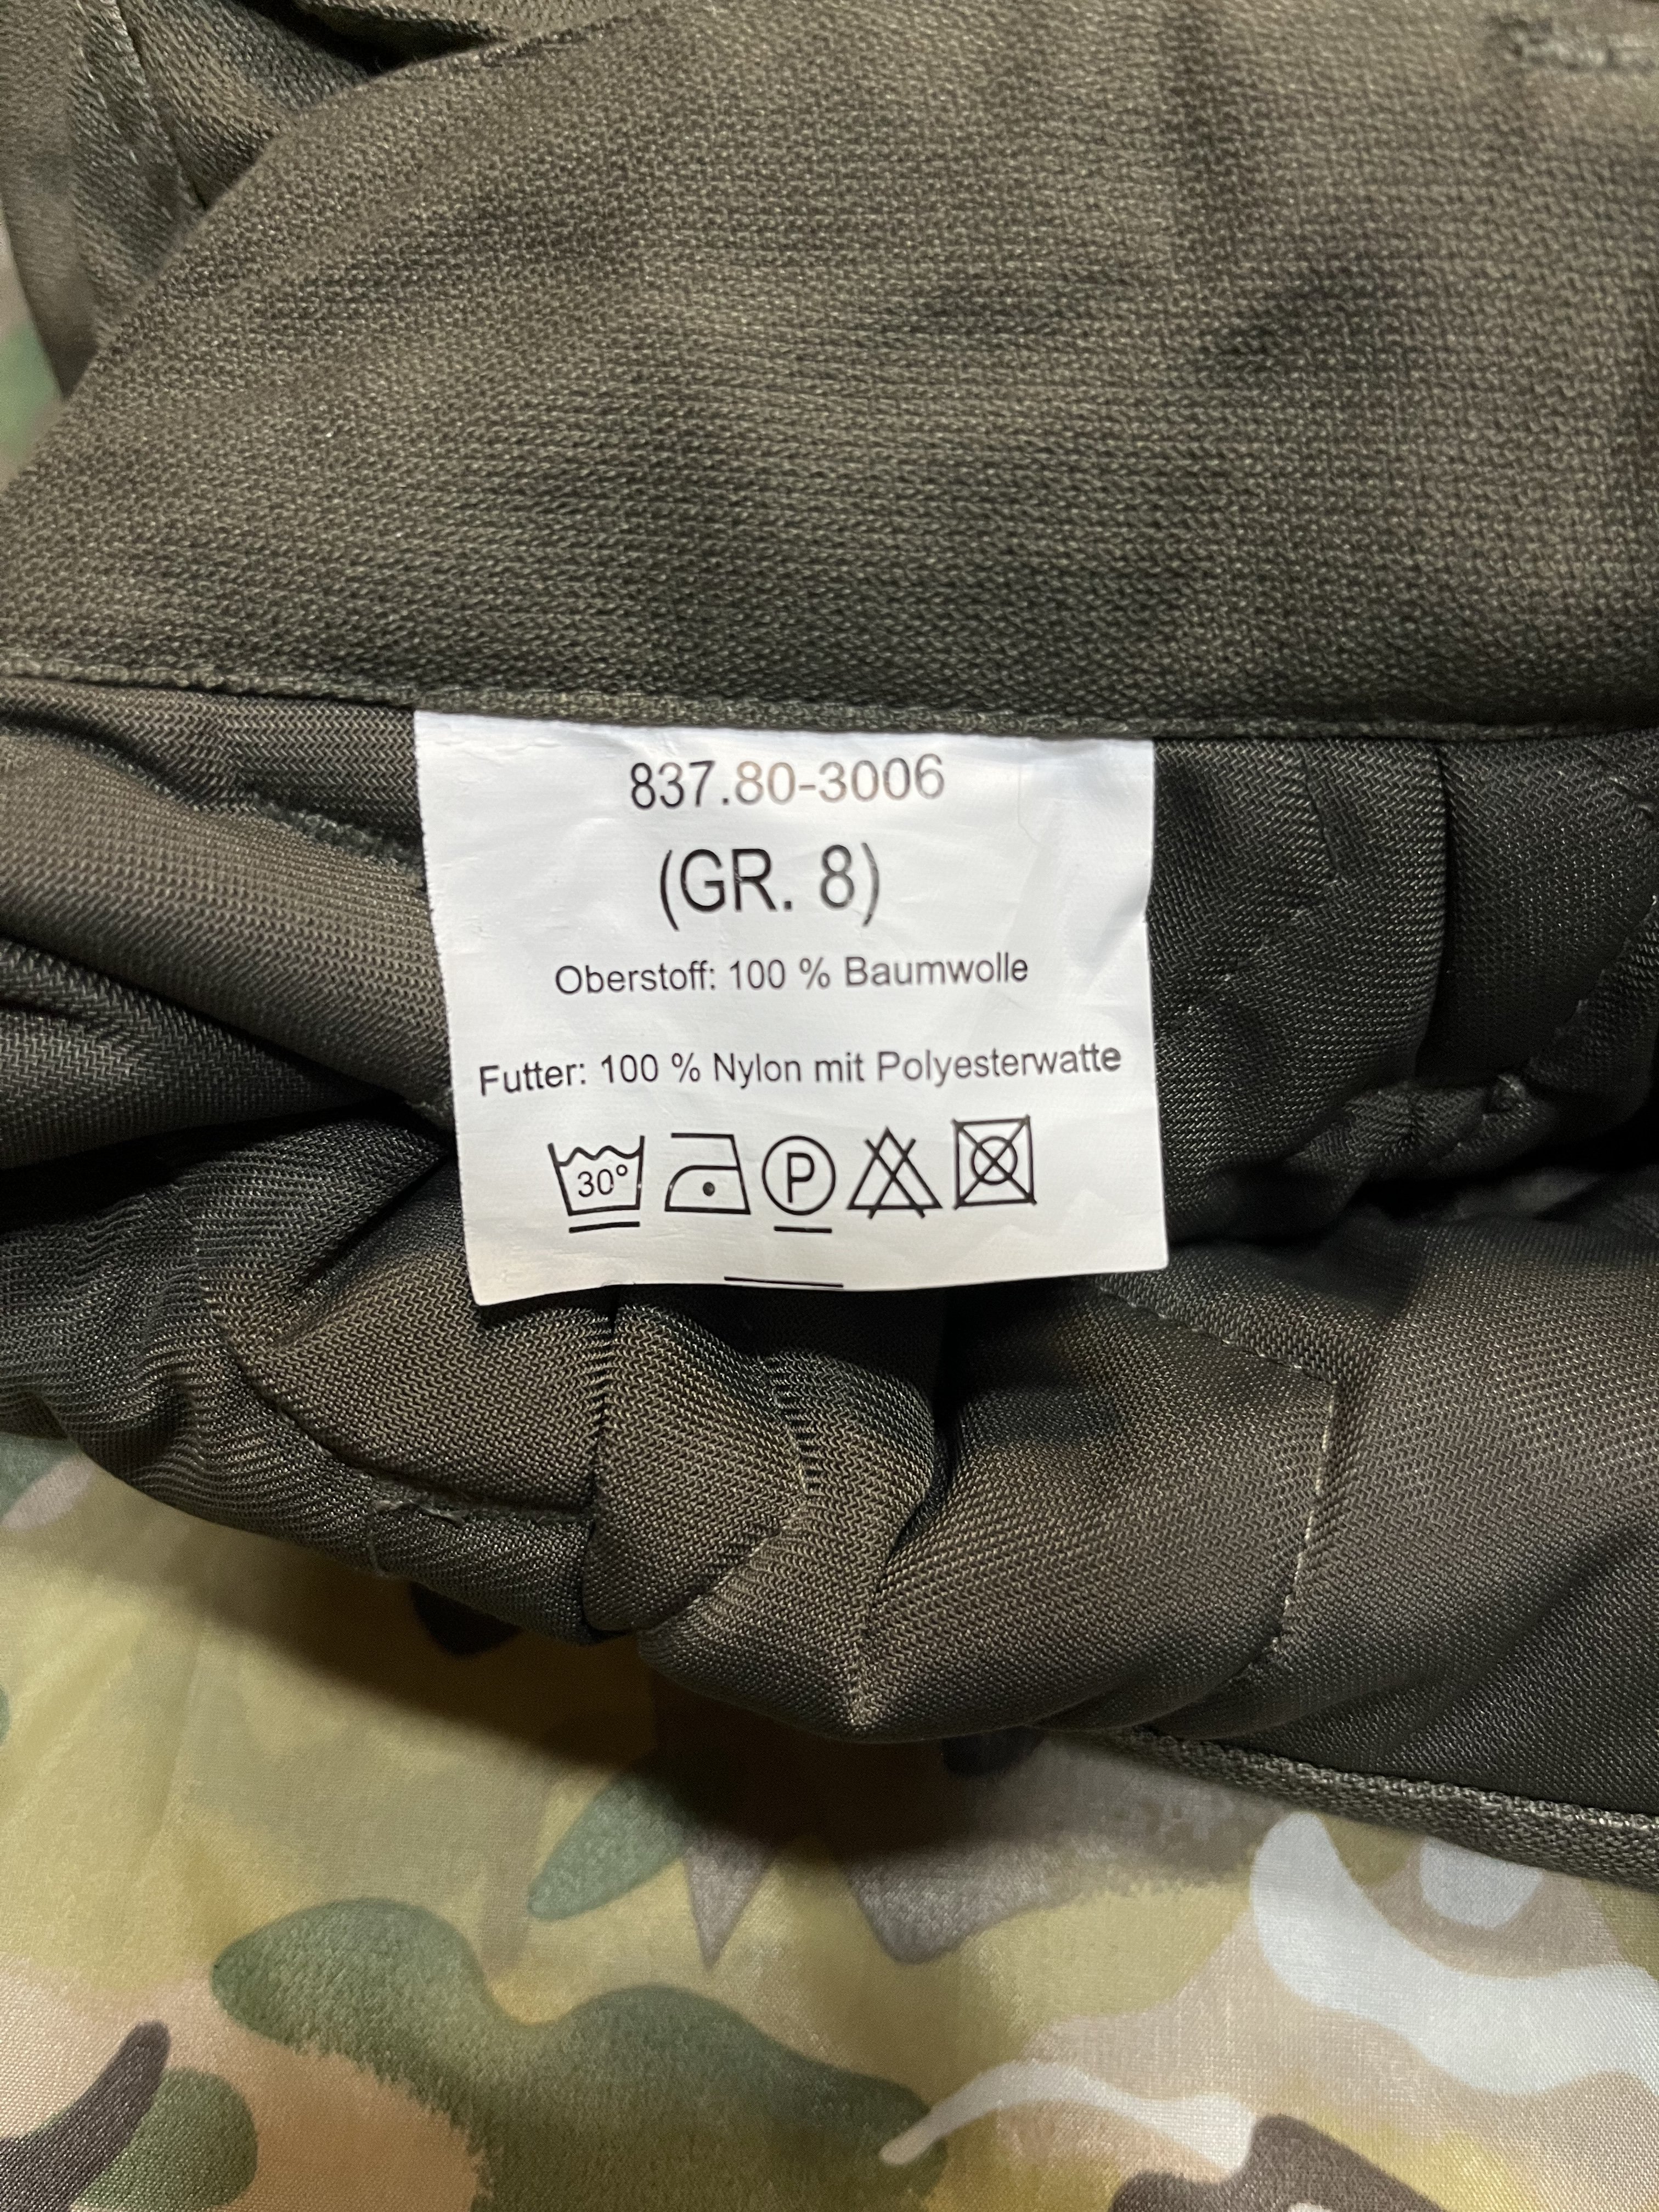 837.80-3006
(GR. 8)
Oberstoff: 100 % Baumwolle
Futter: 100 % Nylon mit Polyesterwatte
30° P